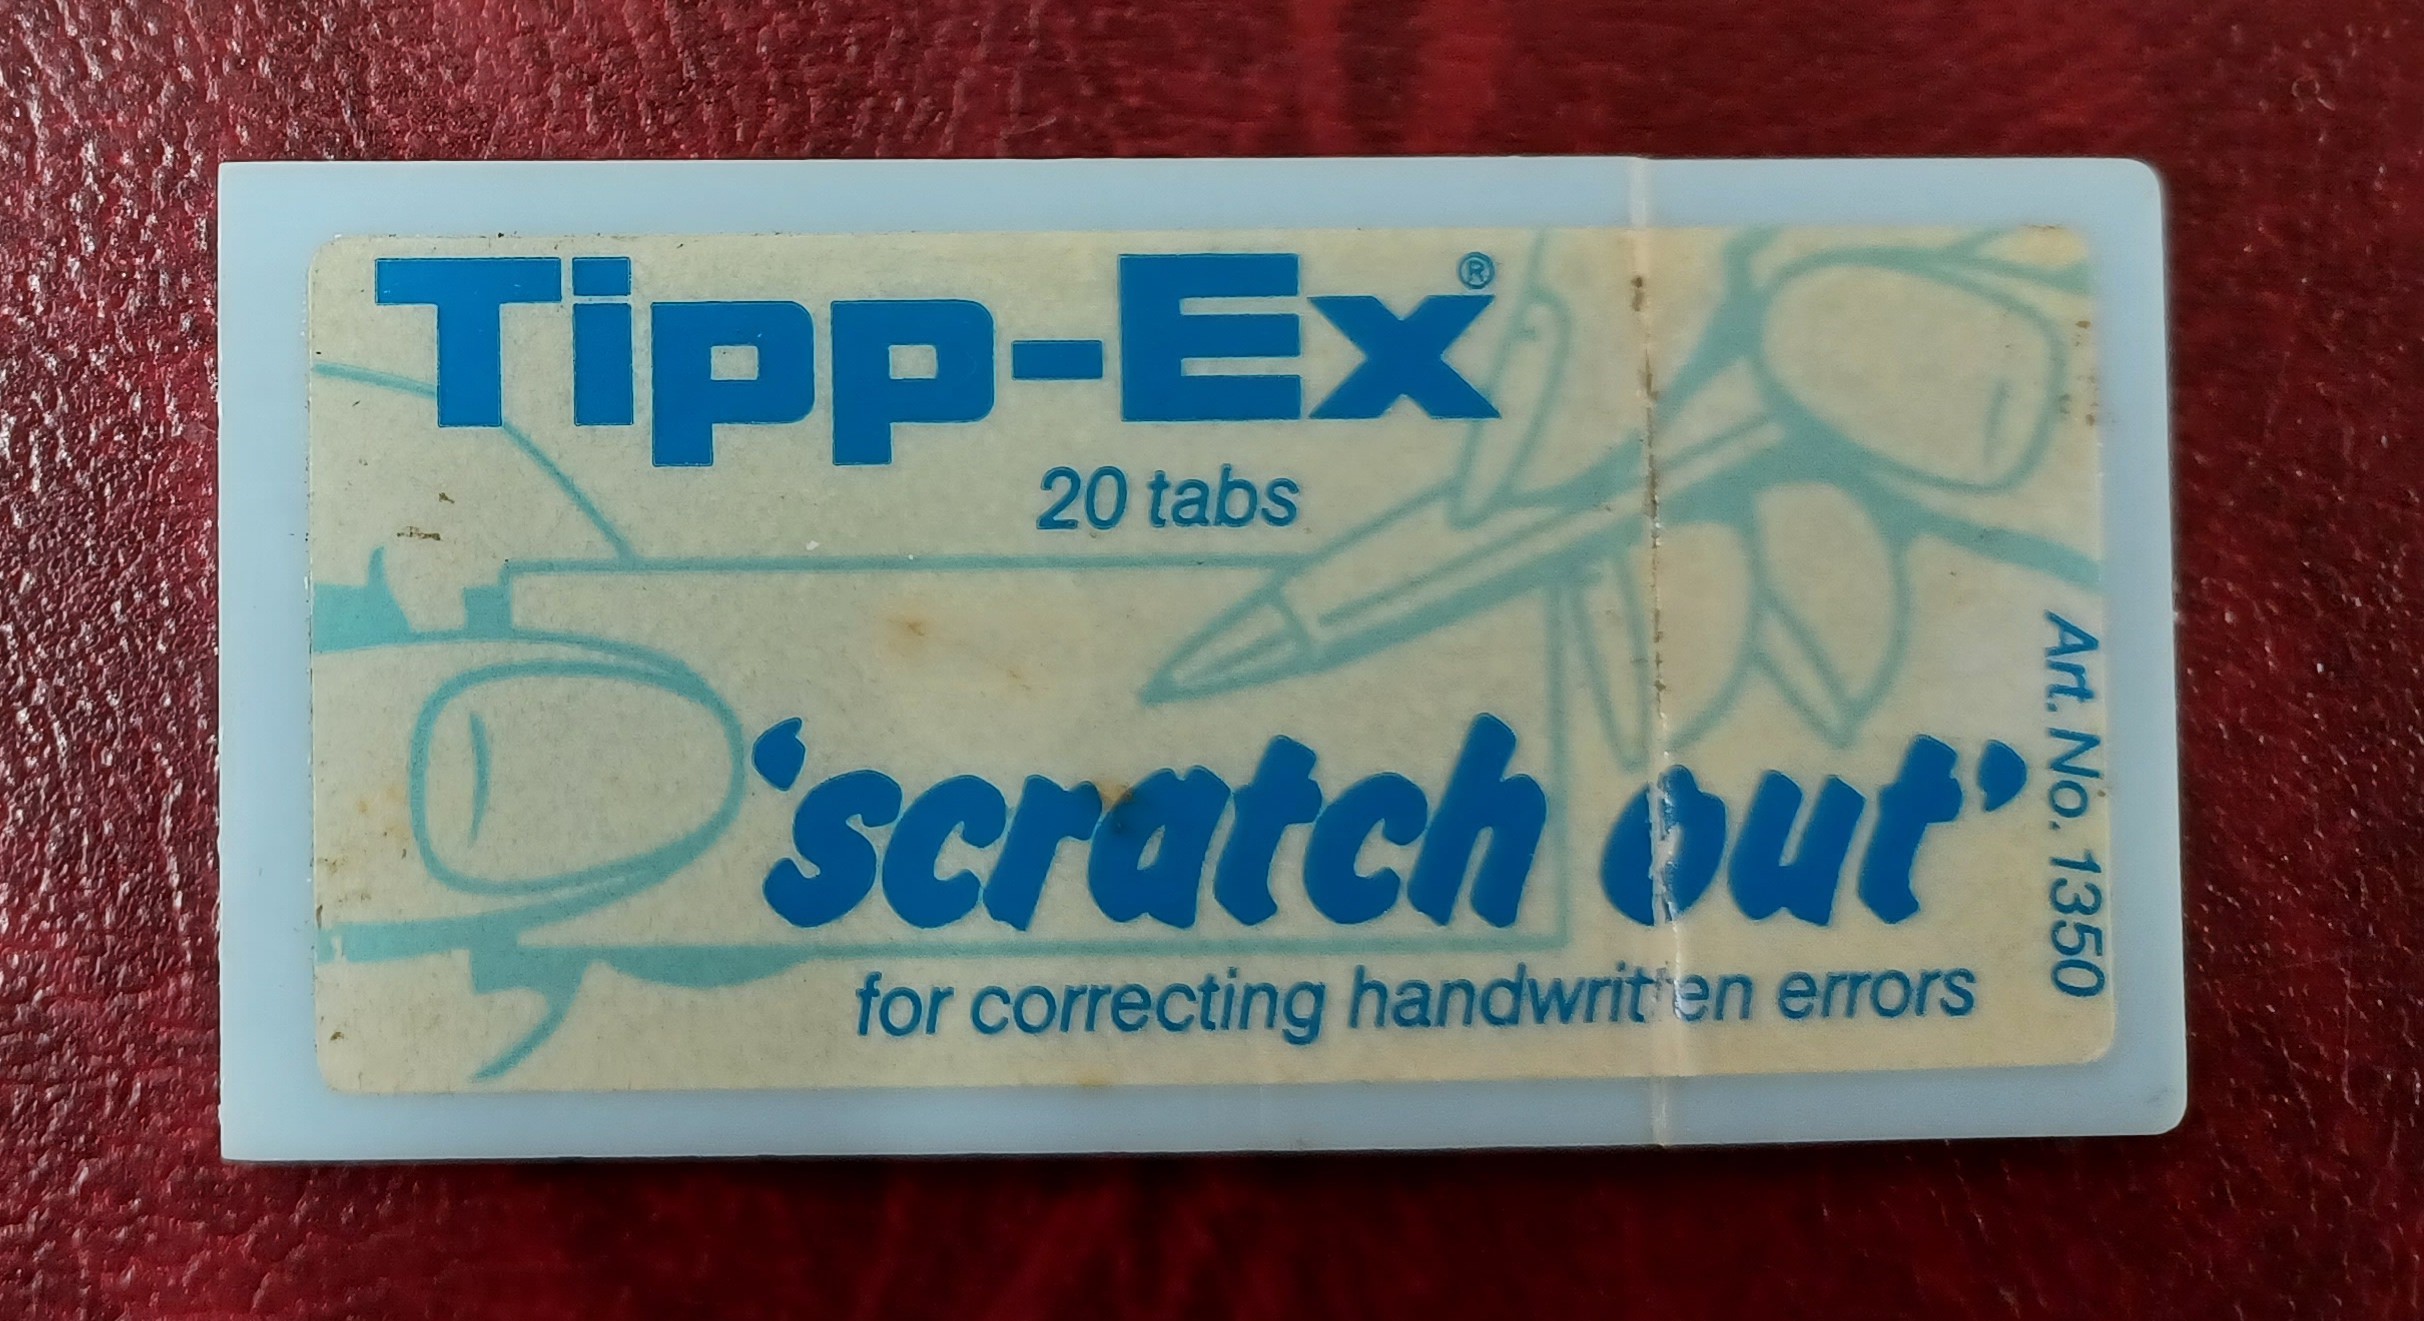 Tipp-Ex®
20 tabs
'scratch out'
for correcting handwritten errors
Art. No. 1350